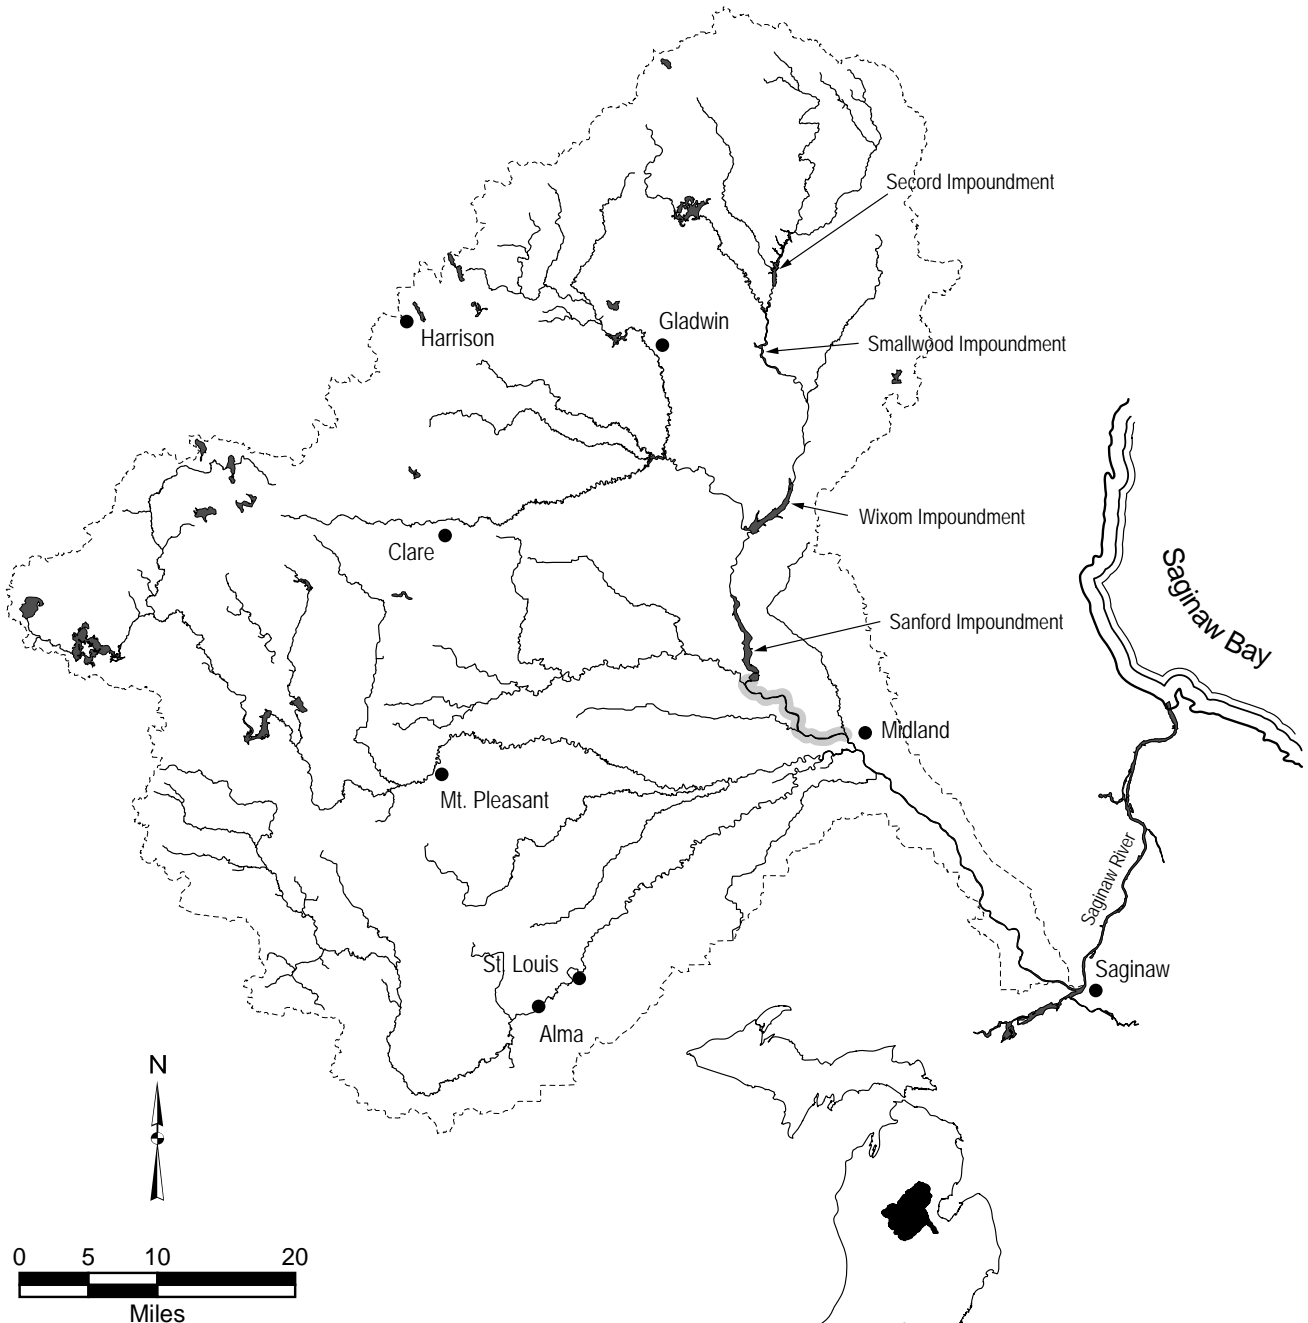 Secord Impoundment
Gladwin
Harrison
Smallwood Impoundment
Wixom Impoundment
Clare
Saginaw Bay
Sanford Impoundment
Midland
Mt. Pleasant
Saginaw River
St. Louis
Saginaw
Alma
N
0 5 10 20
Miles